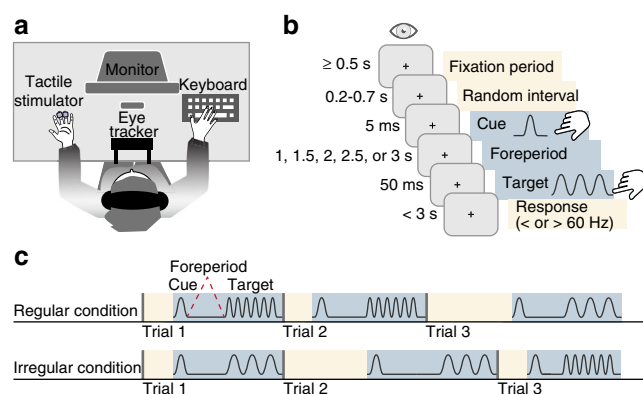 a
Monitor
Tactile
stimulator
Keyboard
Eye
tracker
b
≥ 0.5 s
Fixation period
0.2-0.7 s
Random interval
5 ms
Cue
1, 1.5, 2, 2.5, or 3 s
Foreperiod
50 ms
Target
< 3 s
Response
(< or > 60 Hz)
c
Foreperiod
Cue
Target
Regular condition
Trial 1
Trial 2
Trial 3
Irregular condition
Trial 1
Trial 2
Trial 3